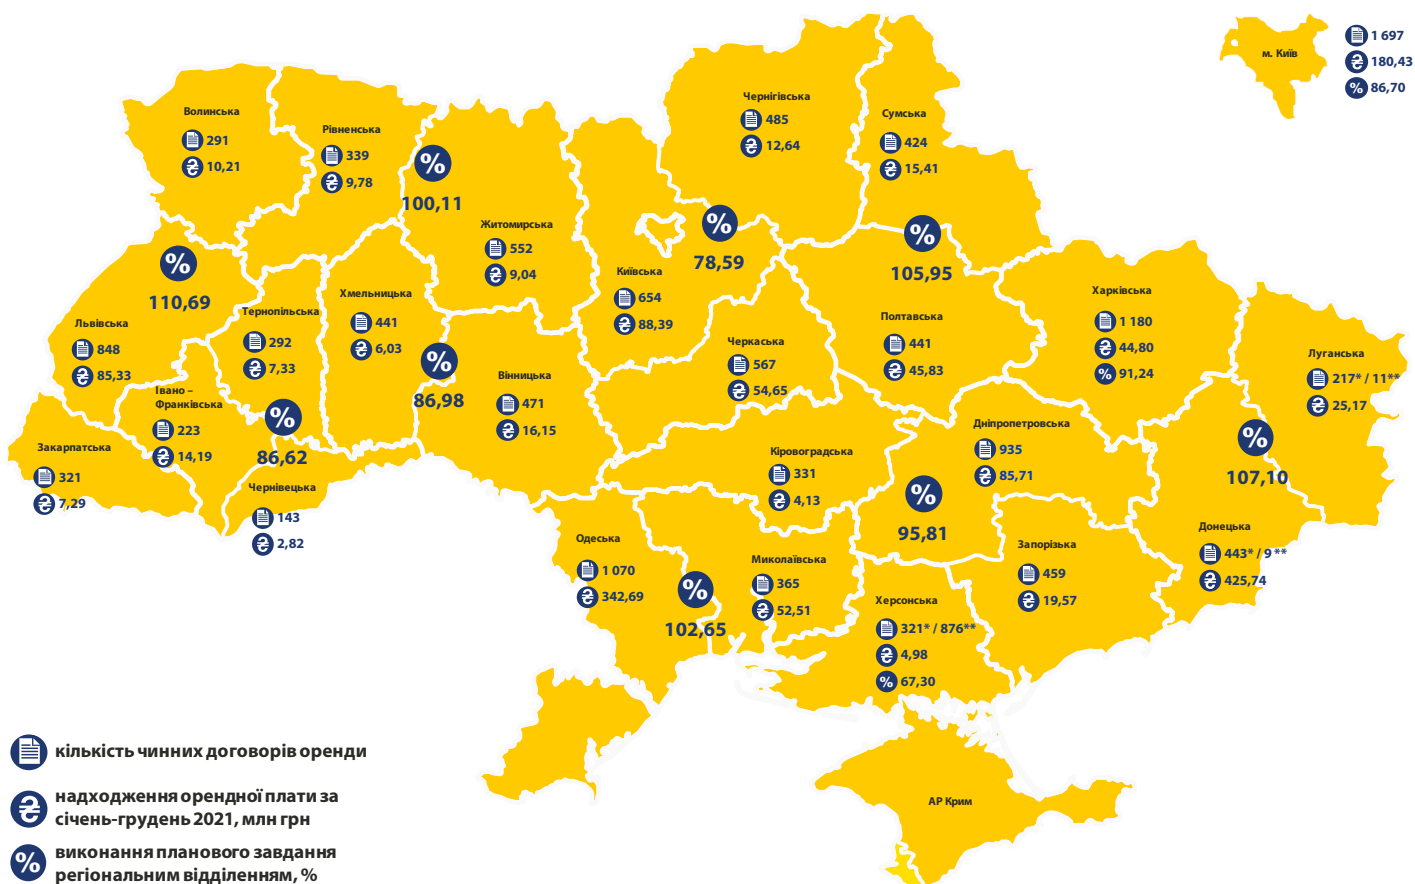 м. Київ
1 697
180,43
% 86,70
Волинська
291
10,21
Рівненська
339
9,78
%
100,11
Житомирська
552
9,04
Чернігівська
485
12,64
Сумська
424
15,41
%
110,69
Львівська
848
85,33
Тернопільська
292
7,33
Хмельницька
441
6,03
%
86,98
Вінницька
471
16,15
Київська
654
88,39
%
78,59
Черкаська
567
54,65
%
105,95
Полтавська
441
45,83
Харківська
1 180
44,80
% 91,24
Луганська
217* / 11**
25,17
Івано –
Франківська
223
14,19
%
86,62
Закарпатська
321
7,29
Чернівецька
143
2,82
Кіровоградська
331
4,13
Дніпропетровська
935
85,71
%
95,81
%
107,10
Донецька
443* / 9 **
425,74
Запорізька
459
19,57
Одеська
1 070
342,69
%
102,65
Миколаївська
365
52,51
Херсонська
321* / 876**
4,98
% 67,30
АР Крим
кількість чинних договорів оренди
₴ надходження орендної плати за
січень-грудень 2021, млн грн
% виконання планового завдання
регіональним відділенням, %